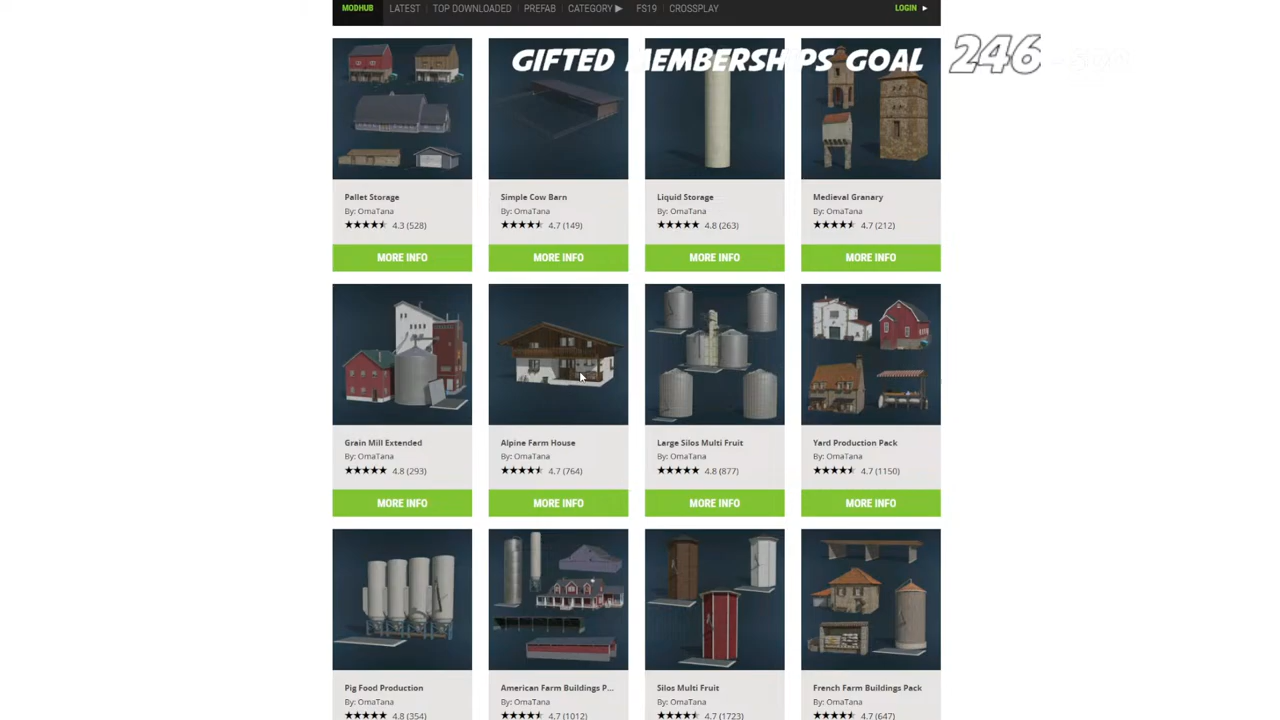 MODHUB LATEST TOP DOWNLOADED PREFAB CATEGORY ▶ FS19 CROSSPLAY LOGIN ▸
GIFTED MEMBERSHIPS GOAL 246
Pallet Storage
By: OmaTana
★★★★★ 4.3 (528)
MORE INFO
Simple Cow Barn
By: OmaTana
★★★★★ 4.7 (149)
MORE INFO
Liquid Storage
By: OmaTana
★★★★★ 4.8 (263)
MORE INFO
Medieval Granary
By: OmaTana
★★★★★ 4.7 (212)
MORE INFO
Grain Mill Extended
By: OmaTana
★★★★★ 4.8 (293)
MORE INFO
Alpine Farm House
By: OmaTana
★★★★★ 4.7 (764)
MORE INFO
Large Silos Multi Fruit
By: OmaTana
★★★★★ 4.8 (877)
MORE INFO
Yard Production Pack
By: OmaTana
★★★★★ 4.7 (1150)
MORE INFO
Pig Food Production
By: OmaTana
★★★★★ 4.8 (354)
American Farm Buildings P...
By: OmaTana
★★★★★ 4.7 (1012)
Silos Multi Fruit
By: OmaTana
★★★★★ 4.7 (1723)
French Farm Buildings Pack
By: OmaTana
★★★★★ 4.7 (647)